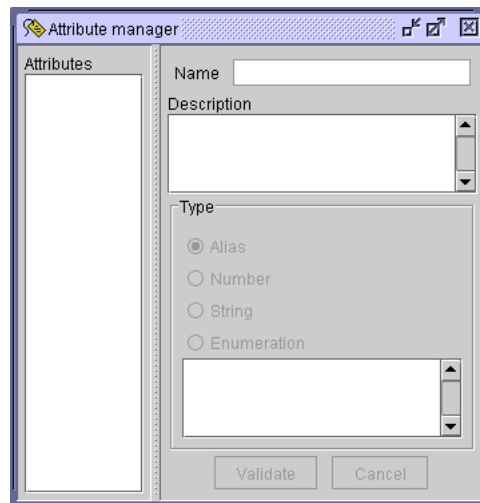 Attribute manager
Attributes
Name
Description
Type
Alias
Number
String
Enumeration
Validate Cancel